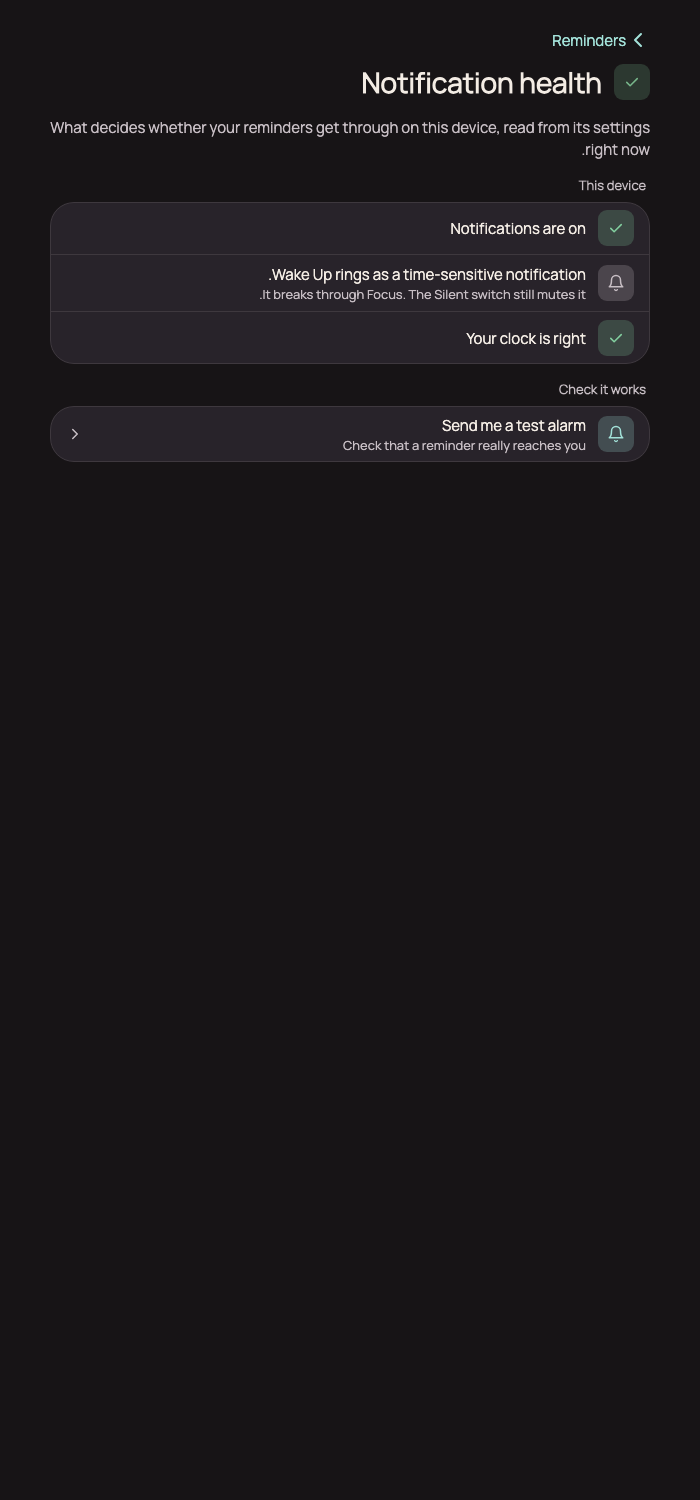 Reminders
Notification health
What decides whether your reminders get through on this device, read from its settings
right now.
This device
Notifications are on
Wake Up rings as a time-sensitive notification.
It breaks through Focus. The Silent switch still mutes it.
Your clock is right
Check it works
Send me a test alarm
Check that a reminder really reaches you